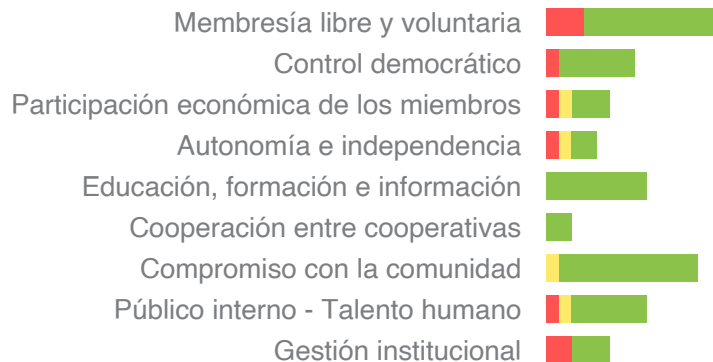 Membresía libre y voluntaria
Control democrático
Participación económica de los miembros
Autonomía e independencia
Educación, formación e información
Cooperación entre cooperativas
Compromiso con la comunidad
Público interno - Talento humano
Gestión institucional